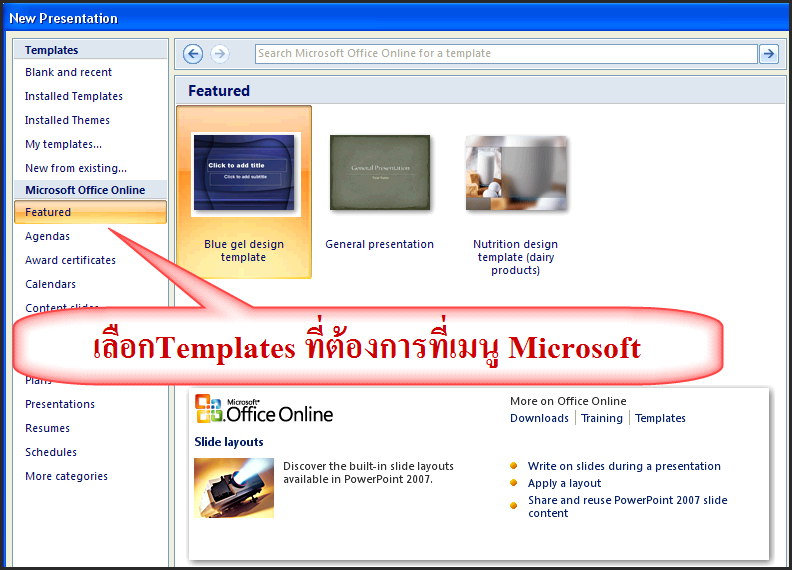 New Presentation
Templates
Blank and recent
Installed Templates
Installed Themes
My templates...
New from existing...
Microsoft Office Online
Featured
Agendas
Award certificates
Calendars
Content slides
Plans
Presentations
Resumes
Schedules
More categories
Search Microsoft Office Online for a template
Featured
Click to add title
Click to add subtitle
General Presentation
Blue gel design
template
General presentation
Nutrition design
template (dairy
products)
เลือกTemplates ที่ต้องการที่เมนู Microsoft
Microsoft
Office Online
Slide layouts
Discover the built-in slide layouts
available in PowerPoint 2007.
More on Office Online
Downloads
Training
Templates
Write on slides during a presentation
Apply a layout
Share and reuse PowerPoint 2007 slide
content